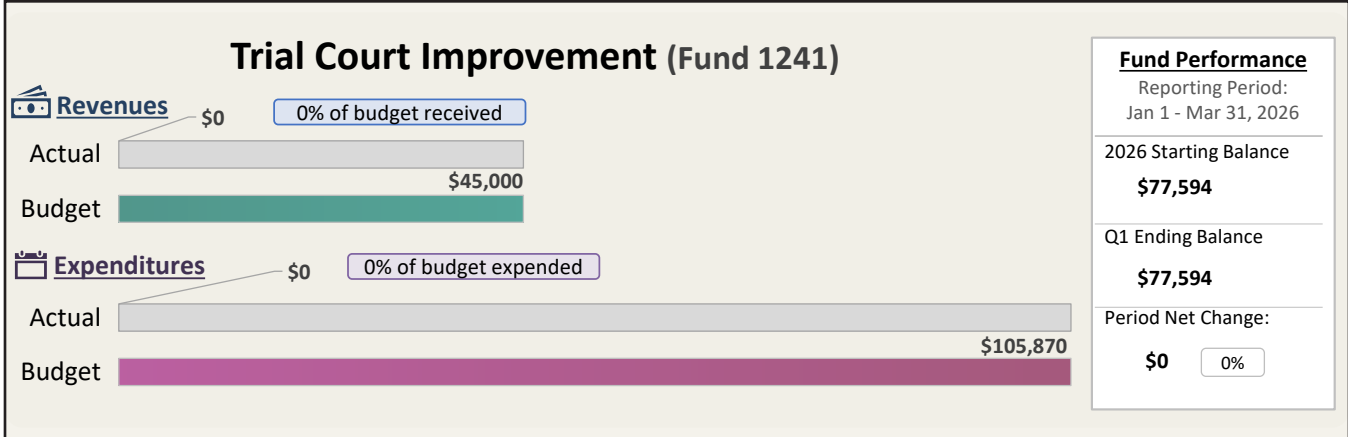 Trial Court Improvement (Fund 1241)
Revenues
$0
0% of budget received
Actual
$45,000
Budget
Expenditures
$0
0% of budget expended
Actual
$105,870
Budget
Fund Performance
Reporting Period:
Jan 1 - Mar 31, 2026
2026 Starting Balance
$77,594
Q1 Ending Balance
$77,594
Period Net Change:
$0
0%